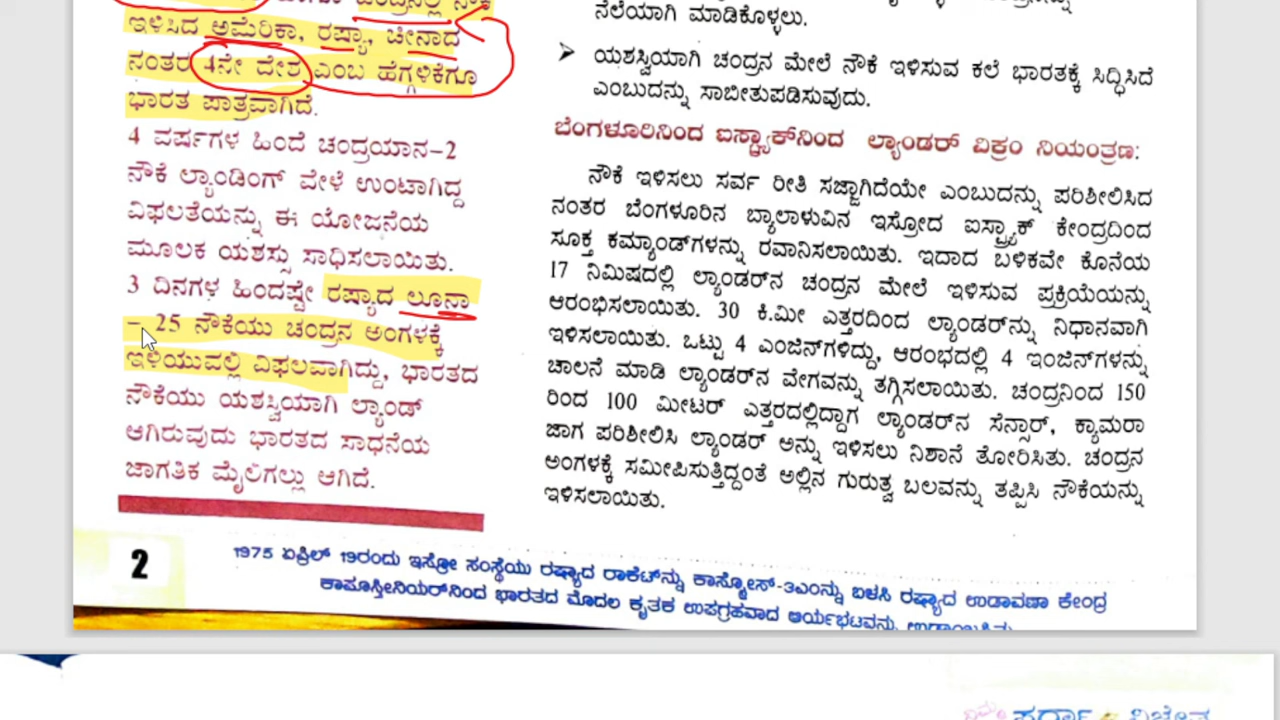 ಇಳಿಸಿದ ಅಮೆರಿಕಾ, ರಷ್ಯಾ, ಚೀನಾದ
ನಂತರ 4ನೇ ದೇಶ ಎಂಬ ಹೆಗ್ಗಳಿಕೆಗೂ
ಭಾರತ ಪಾತ್ರವಾಗಿದೆ.
4 ವರ್ಷಗಳ ಹಿಂದೆ ಚಂದ್ರಯಾನ–2
ನೌಕೆ ಲ್ಯಾಂಡಿಂಗ್ ವೇಳೆ ಉಂಟಾಗಿದ್ದ
ವಿಫಲತೆಯನ್ನು ಈ ಯೋಜನೆಯ
ಮೂಲಕ ಯಶಸ್ಸು ಸಾಧಿಸಲಾಯಿತು.
3 ದಿನಗಳ ಹಿಂದಷ್ಟೇ ರಷ್ಯಾದ ಲೂನಾ
– 25 ನೌಕೆಯು ಚಂದ್ರನ ಅಂಗಳಕ್ಕೆ
ಇಳಿಯುವಲ್ಲಿ ವಿಫಲವಾಗಿದ್ದು, ಭಾರತದ
ನೌಕೆಯು ಯಶಸ್ವಿಯಾಗಿ ಲ್ಯಾಂಡ್
ಆಗಿರುವುದು ಭಾರತದ ಸಾಧನೆಯ
ಜಾಗತಿಕ ಮೈಲಿಗಲ್ಲು ಆಗಿದೆ.
ನೆಲೆಯಾಗಿ ಮಾಡಿಕೊಳ್ಳಲು.
➤ ಯಶಸ್ವಿಯಾಗಿ ಚಂದ್ರನ ಮೇಲೆ ನೌಕೆ ಇಳಿಸುವ ಕಲೆ ಭಾರತಕ್ಕೆ ಸಿದ್ಧಿಸಿದೆ
ಎಂಬುದನ್ನು ಸಾಬೀತುಪಡಿಸುವುದು.
ಬೆಂಗಳೂರಿನಿಂದ ಐಸ್ಟ್ರ್ಯಾಕ್‌ನಿಂದ ಲ್ಯಾಂಡರ್ ವಿಕ್ರಂ ನಿಯಂತ್ರಣ:
ನೌಕೆ ಇಳಿಸಲು ಸರ್ವ ರೀತಿ ಸಜ್ಜಾಗಿದೆಯೇ ಎಂಬುದನ್ನು ಪರಿಶೀಲಿಸಿದ
ನಂತರ ಬೆಂಗಳೂರಿನ ಬ್ಯಾಲಾಳುವಿನ ಇಸ್ರೋದ ಐಸ್ಟ್ರ್ಯಾಕ್ ಕೇಂದ್ರದಿಂದ
ಸೂಕ್ತ ಕಮ್ಯಾಂಡ್‌ಗಳನ್ನು ರವಾನಿಸಲಾಯಿತು. ಇದಾದ ಬಳಿಕವೇ ಕೊನೆಯ
17 ನಿಮಿಷದಲ್ಲಿ ಲ್ಯಾಂಡರ್‌ನ ಚಂದ್ರನ ಮೇಲೆ ಇಳಿಸುವ ಪ್ರಕ್ರಿಯೆಯನ್ನು
ಆರಂಭಿಸಲಾಯಿತು. 30 ಕಿ.ಮೀ ಎತ್ತರದಿಂದ ಲ್ಯಾಂಡರ್‌ನ್ನು ನಿಧಾನವಾಗಿ
ಇಳಿಸಲಾಯಿತು. ಒಟ್ಟು 4 ಎಂಜಿನ್‌ಗಳಿದ್ದು, ಆರಂಭದಲ್ಲಿ 4 ಇಂಜಿನ್‌ಗಳನ್ನು
ಚಾಲನೆ ಮಾಡಿ ಲ್ಯಾಂಡರ್‌ನ ವೇಗವನ್ನು ತಗ್ಗಿಸಲಾಯಿತು. ಚಂದ್ರನಿಂದ 150
ರಿಂದ 100 ಮೀಟರ್ ಎತ್ತರದಲ್ಲಿದ್ದಾಗ ಲ್ಯಾಂಡರ್‌ನ ಸೆನ್ಸಾರ್, ಕ್ಯಾಮರಾ
ಜಾಗ ಪರಿಶೀಲಿಸಿ ಲ್ಯಾಂಡರ್ ಅನ್ನು ಇಳಿಸಲು ನಿಶಾನೆ ತೋರಿಸಿತು. ಚಂದ್ರನ
ಅಂಗಳಕ್ಕೆ ಸಮೀಪಿಸುತ್ತಿದ್ದಂತೆ ಅಲ್ಲಿನ ಗುರುತ್ವ ಬಲವನ್ನು ತಪ್ಪಿಸಿ ನೌಕೆಯನ್ನು
ಇಳಿಸಲಾಯಿತು.
2
1975 ಏಪ್ರಿಲ್ 19ರಂದು ಇಸ್ರೋ ಸಂಸ್ಥೆಯು ರಷ್ಯಾದ ರಾಕೆಟ್‌ನ್ನು ಕಾಸ್ಮೋಸ್-3ಎಂನ್ನು ಬಳಸಿ ರಷ್ಯಾದ ಉಡಾವಣಾ ಕೇಂದ್ರ
ಕಾಪೂಸ್ತೀನಿಯರ್‌ನಿಂದ ಭಾರತದ ಮೊದಲ ಕೃತಕ ಉಪಗ್ರಹವಾದ ಆರ್ಯಭಟವನ್ನು